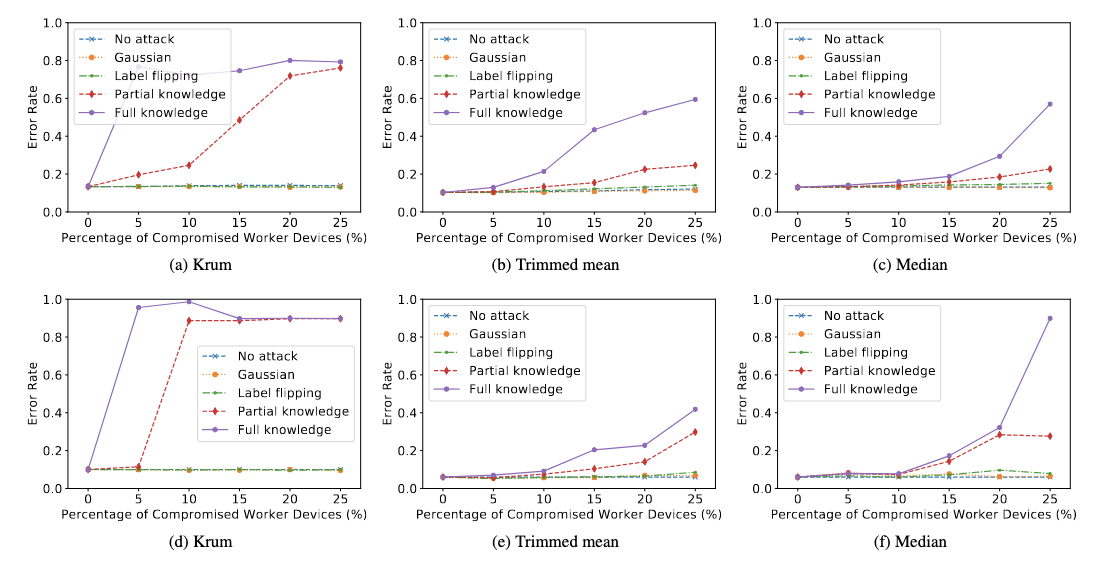 1.0
0.8
0.6
0.4
0.2
0.0
Error Rate
No attack
Gaussian
Label flipping
Partial knowledge
Full knowledge
0 5 10 15 20 25
Percentage of Compromised Worker Devices (%)
(a) Krum
1.0
0.8
0.6
0.4
0.2
0.0
Error Rate
No attack
Gaussian
Label flipping
Partial knowledge
Full knowledge
0 5 10 15 20 25
Percentage of Compromised Worker Devices (%)
(b) Trimmed mean
1.0
0.8
0.6
0.4
0.2
0.0
Error Rate
No attack
Gaussian
Label flipping
Partial knowledge
Full knowledge
0 5 10 15 20 25
Percentage of Compromised Worker Devices (%)
(c) Median
1.0
0.8
0.6
0.4
0.2
0.0
Error Rate
No attack
Gaussian
Label flipping
Partial knowledge
Full knowledge
0 5 10 15 20 25
Percentage of Compromised Worker Devices (%)
(d) Krum
1.0
0.8
0.6
0.4
0.2
0.0
Error Rate
No attack
Gaussian
Label flipping
Partial knowledge
Full knowledge
0 5 10 15 20 25
Percentage of Compromised Worker Devices (%)
(e) Trimmed mean
1.0
0.8
0.6
0.4
0.2
0.0
Error Rate
No attack
Gaussian
Label flipping
Partial knowledge
Full knowledge
0 5 10 15 20 25
Percentage of Compromised Worker Devices (%)
(f) Median